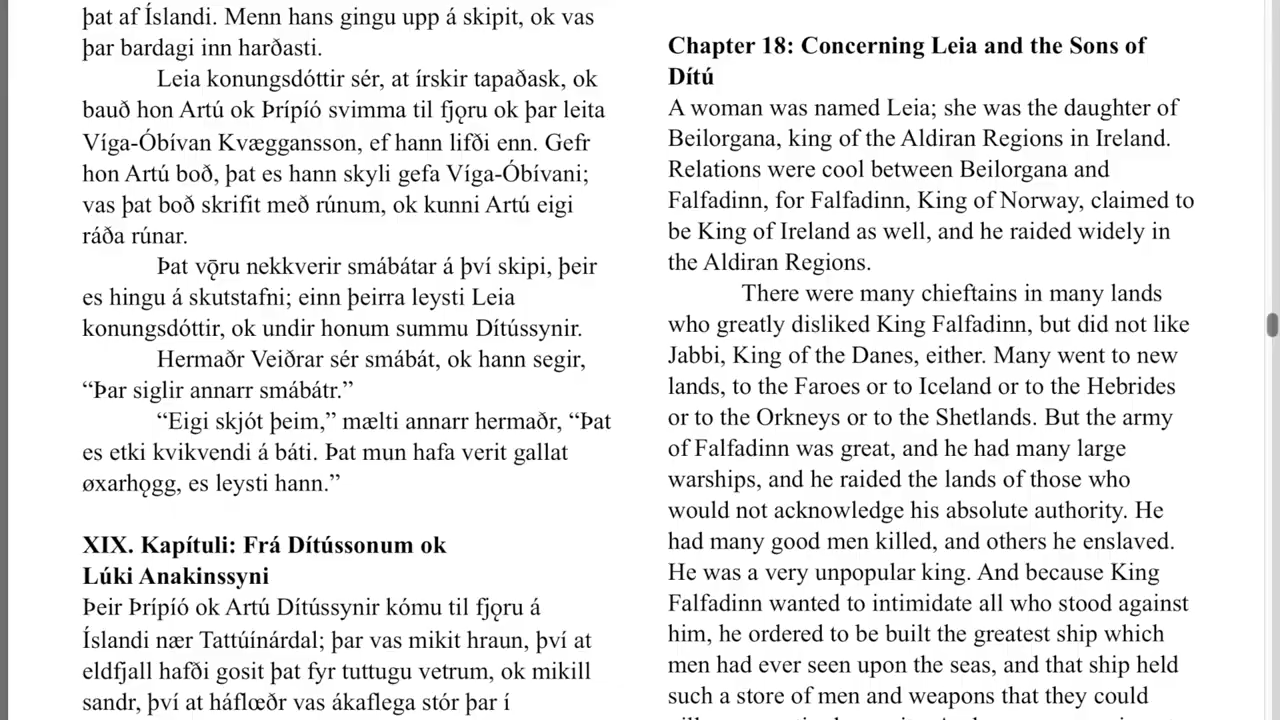 þat af Íslandi. Menn hans gingu upp á skipit, ok vas
þar bardagi inn harðasti.
Leia konungsdóttir sér, at írskir tapaðask, ok
bauð hon Artú ok Þrípíó svimma til fjǫru ok þar leita
Víga-Óbívan Kvæggansson, ef hann lifði enn. Gefr
hon Artú boð, þat es hann skyli gefa Víga-Óbívani;
vas þat boð skrifit með rúnum, ok kunni Artú eigi
ráða rúnar.
Þat vǭru nekkverir smábátar á því skipi, þeir
es hingu á skutstafni; einn þeirra leysti Leia
konungsdóttir, ok undir honum summu Dítússynir.
Hermaðr Veiðrar sér smábát, ok hann segir,
“Þar siglir annarr smábátr.”
“Eigi skjót þeim,” mælti annarr hermaðr, “Þat
es etki kvikvendi á báti. Þat mun hafa verit gallat
øxarhǫgg, es leysti hann.”
XIX. Kapítuli: Frá Dítússonum ok
Lúki Anakinssyni
Þeir Þrípíó ok Artú Dítússynir kómu til fjǫru á
Íslandi nær Tattúínárdal; þar vas mikit hraun, því at
eldfjall hafði gosit þat fyr tuttugu vetrum, ok mikill
sandr, því at háflœðr vas ákaflega stór þar í
Chapter 18: Concerning Leia and the Sons of
Dítú
A woman was named Leia; she was the daughter of
Beilorgana, king of the Aldiran Regions in Ireland.
Relations were cool between Beilorgana and
Falfadinn, for Falfadinn, King of Norway, claimed to
be King of Ireland as well, and he raided widely in
the Aldiran Regions.
There were many chieftains in many lands
who greatly disliked King Falfadinn, but did not like
Jabbi, King of the Danes, either. Many went to new
lands, to the Faroes or to Iceland or to the Hebrides
or to the Orkneys or to the Shetlands. But the army
of Falfadinn was great, and he had many large
warships, and he raided the lands of those who
would not acknowledge his absolute authority. He
had many good men killed, and others he enslaved.
He was a very unpopular king. And because King
Falfadinn wanted to intimidate all who stood against
him, he ordered to be built the greatest ship which
men had ever seen upon the seas, and that ship held
such a store of men and weapons that they could